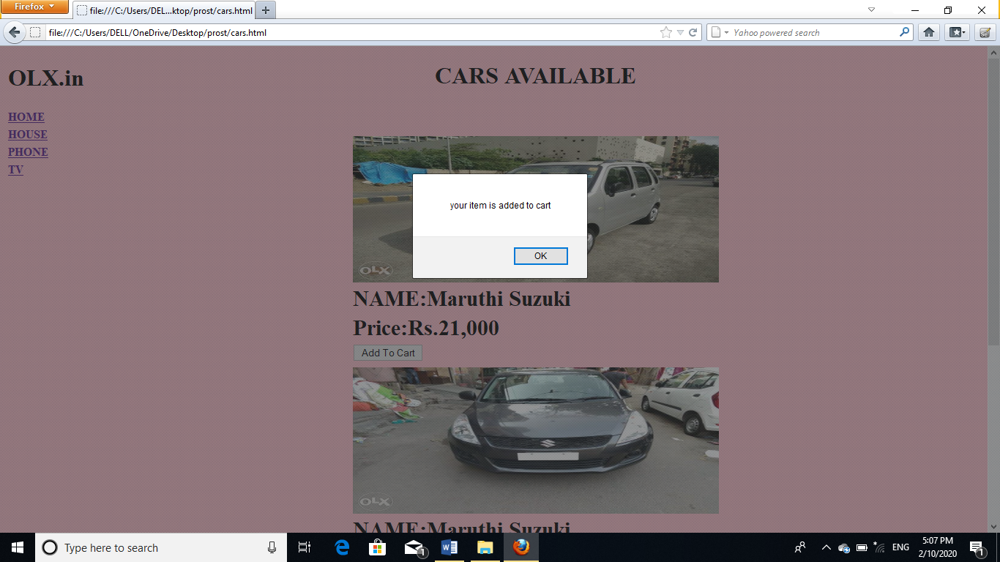 Firefox
file:///C:/Users/DEL...ktop/prost/cars.html
file:///C:/Users/DELL/OneDrive/Desktop/prost/cars.html
Yahoo powered search
OLX.in
CARS AVAILABLE
HOME
HOUSE
PHONE
TV
your item is added to cart
OK
OLX
NAME:Maruthi Suzuki
Price:Rs.21,000
Add To Cart
OLX
NAME:Maruthi Suzuki
Type here to search
1
ENG
5:07 PM
2/10/2020
1